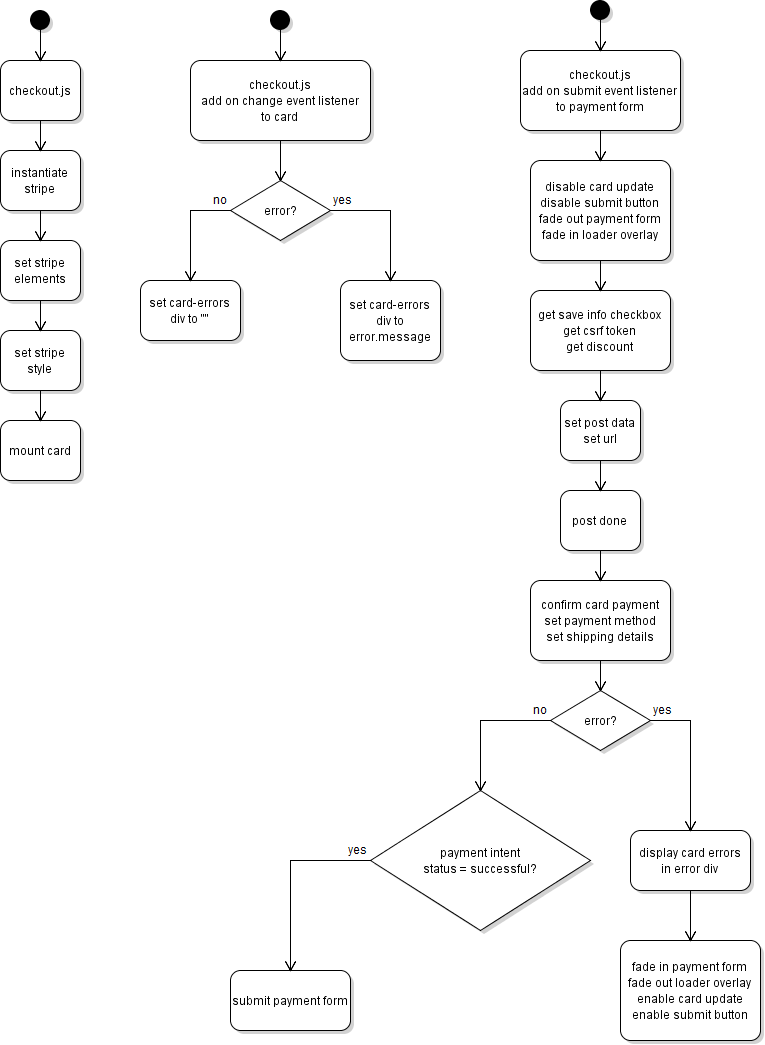 checkout.js
instantiate
stripe
set stripe
elements
set stripe
style
mount card
checkout.js
add on change event listener
to card
error?
no
yes
set card-errors
div to ""
set card-errors
div to
error.message
checkout.js
add on submit event listener
to payment form
disable card update
disable submit button
fade out payment form
fade in loader overlay
get save info checkbox
get csrf token
get discount
set post data
set url
post done
confirm card payment
set payment method
set shipping details
error?
no
yes
payment intent
status = successful?
yes
submit payment form
display card errors
in error div
fade in payment form
fade out loader overlay
enable card update
enable submit button